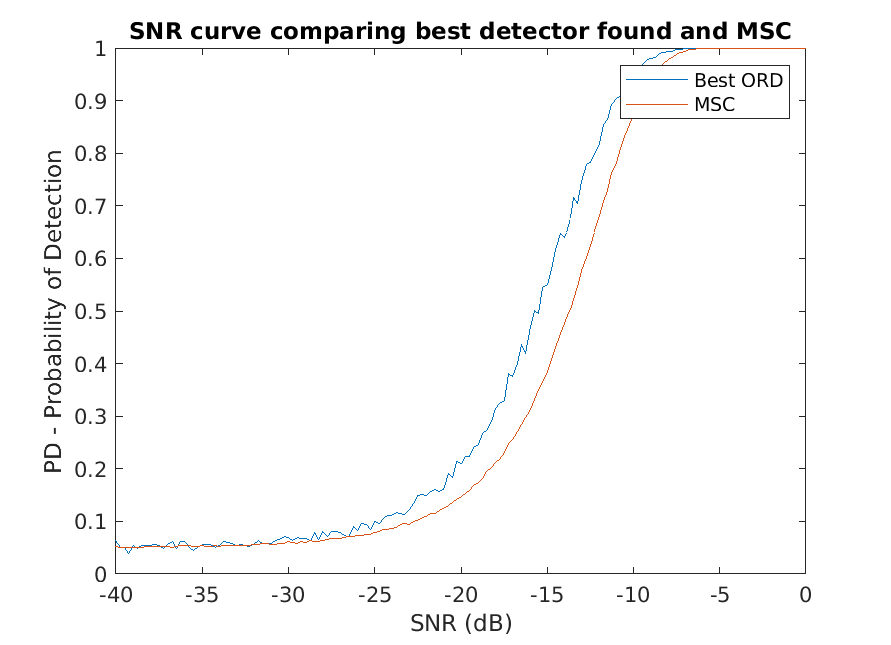 SNR curve comparing best detector found and MSC
1
0.9
0.8
0.7
0.6
0.5
0.4
0.3
0.2
0.1
0
PD - Probability of Detection
Best ORD
MSC
-40 -35 -30 -25 -20 -15 -10 -5 0
SNR (dB)